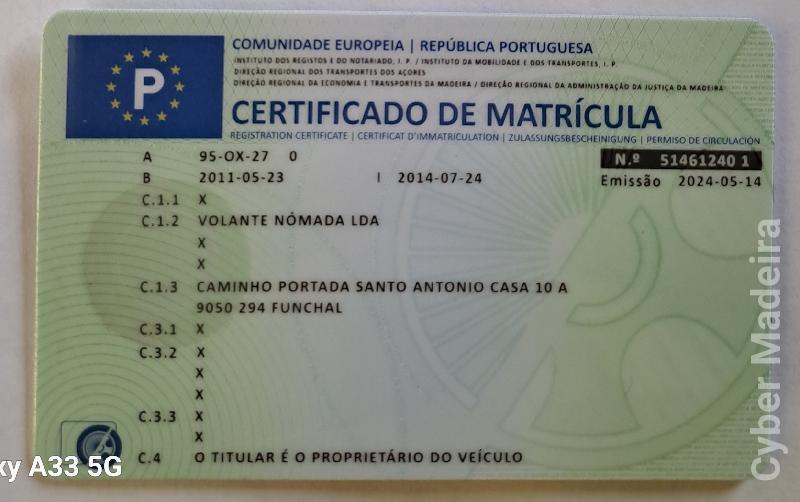 COMUNIDADE EUROPEIA | REPÚBLICA PORTUGUESA
INSTITUTO DOS REGISTOS E DO NOTARIADO, I. P. / INSTITUTO DA MOBILIDADE E DOS TRANSPORTES, I. P.
DIREÇÃO REGIONAL DOS TRANSPORTES DOS AÇORES
DIREÇÃO REGIONAL DA ECONOMIA E TRANSPORTES DA MADEIRA / DIREÇÃO REGIONAL DA ADMINISTRAÇÃO DA JUSTIÇA DA MADEIRA
P
CERTIFICADO DE MATRÍCULA
REGISTRATION CERTIFICATE | CERTIFICAT D'IMMATRICULATION | ZULASSUNGSBESCHEINIGUNG | PERMISO DE CIRCULACIÓN
A 95-OX-27 0 N.º 51461240 1
B 2011-05-23 I 2014-07-24 Emissão 2024-05-14
C.1.1 X
C.1.2 VOLANTE NÓMADA LDA
X
X
C.1.3 CAMINHO PORTADA SANTO ANTONIO CASA 10 A
9050 294 FUNCHAL
C.3.1 X
C.3.2 X
X
X
C.3.3 X
X
C.4 O TITULAR É O PROPRIETÁRIO DO VEÍCULO
xy A33 5G
Cyber Madeira